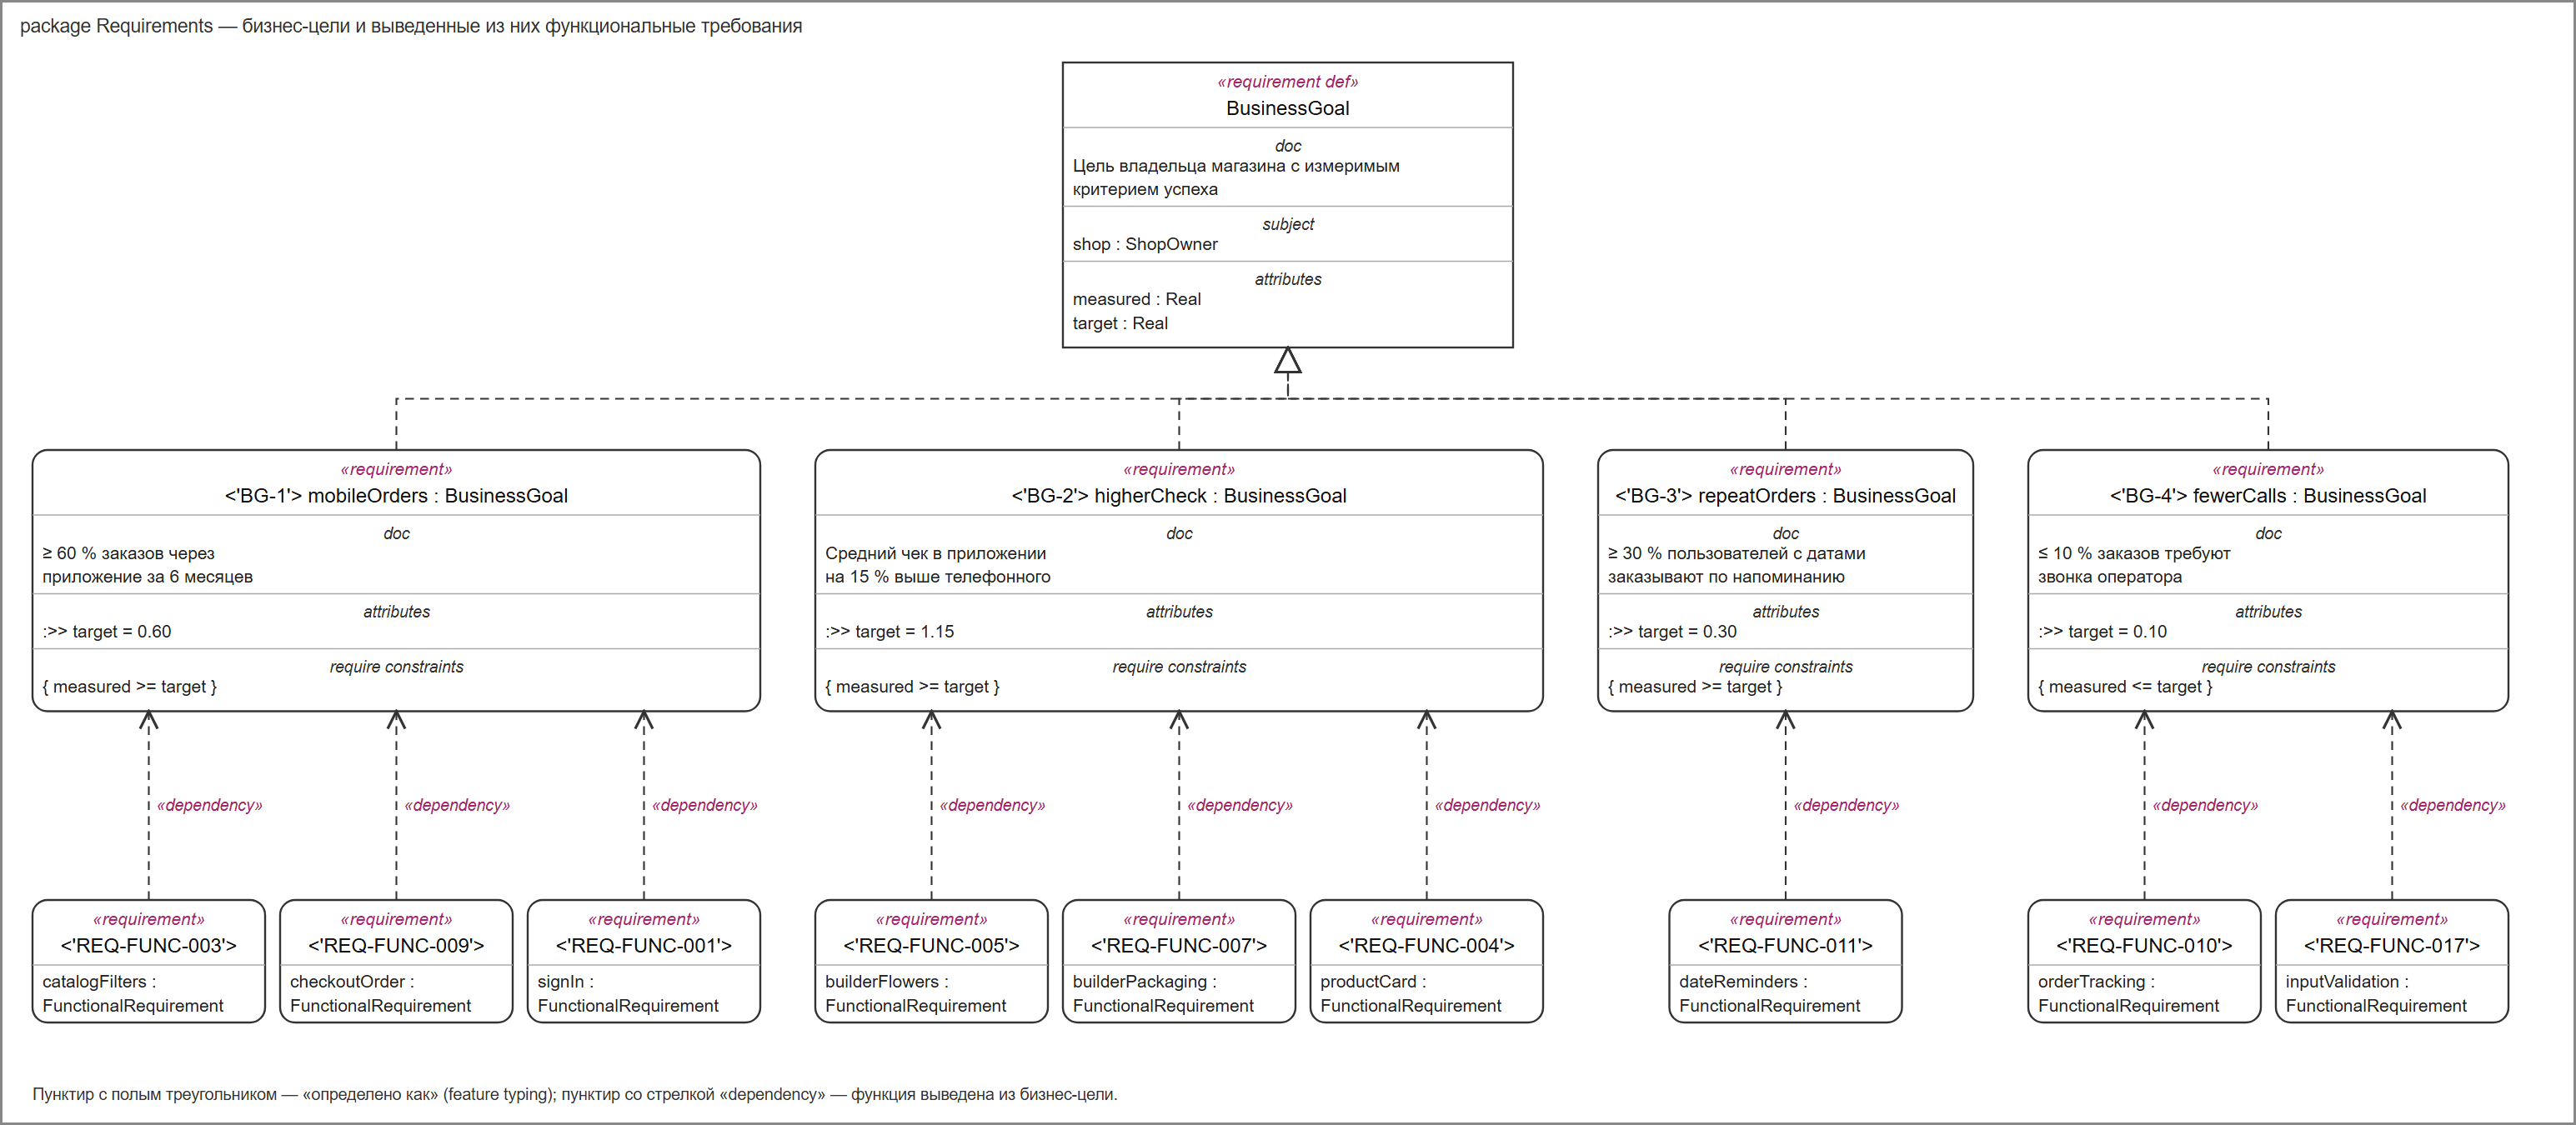 package Requirements — бизнес-цели и выведенные из них функциональные требования
«requirement def»
BusinessGoal
doc
Цель владельца магазина с измеримым
критерием успеха
subject
shop : ShopOwner
attributes
measured : Real
target : Real
«requirement»
<'BG-1'> mobileOrders : BusinessGoal
doc
≥ 60 % заказов через
приложение за 6 месяцев
attributes
:>> target = 0.60
require constraints
{ measured >= target }
«requirement»
<'BG-2'> higherCheck : BusinessGoal
doc
Средний чек в приложении
на 15 % выше телефонного
attributes
:>> target = 1.15
require constraints
{ measured >= target }
«requirement»
<'BG-3'> repeatOrders : BusinessGoal
doc
≥ 30 % пользователей с датами
заказывают по напоминанию
attributes
:>> target = 0.30
require constraints
{ measured >= target }
«requirement»
<'BG-4'> fewerCalls : BusinessGoal
doc
≤ 10 % заказов требуют
звонка оператора
attributes
:>> target = 0.10
require constraints
{ measured <= target }
«dependency»
«dependency»
«dependency»
«dependency»
«dependency»
«dependency»
«dependency»
«dependency»
«dependency»
«requirement»
<'REQ-FUNC-003'>
catalogFilters :
FunctionalRequirement
«requirement»
<'REQ-FUNC-009'>
checkoutOrder :
FunctionalRequirement
«requirement»
<'REQ-FUNC-001'>
signIn :
FunctionalRequirement
«requirement»
<'REQ-FUNC-005'>
builderFlowers :
FunctionalRequirement
«requirement»
<'REQ-FUNC-007'>
builderPackaging :
FunctionalRequirement
«requirement»
<'REQ-FUNC-004'>
productCard :
FunctionalRequirement
«requirement»
<'REQ-FUNC-011'>
dateReminders :
FunctionalRequirement
«requirement»
<'REQ-FUNC-010'>
orderTracking :
FunctionalRequirement
«requirement»
<'REQ-FUNC-017'>
inputValidation :
FunctionalRequirement
Пунктир с полым треугольником — «определено как» (feature typing); пунктир со стрелкой «dependency» — функция выведена из бизнес-цели.